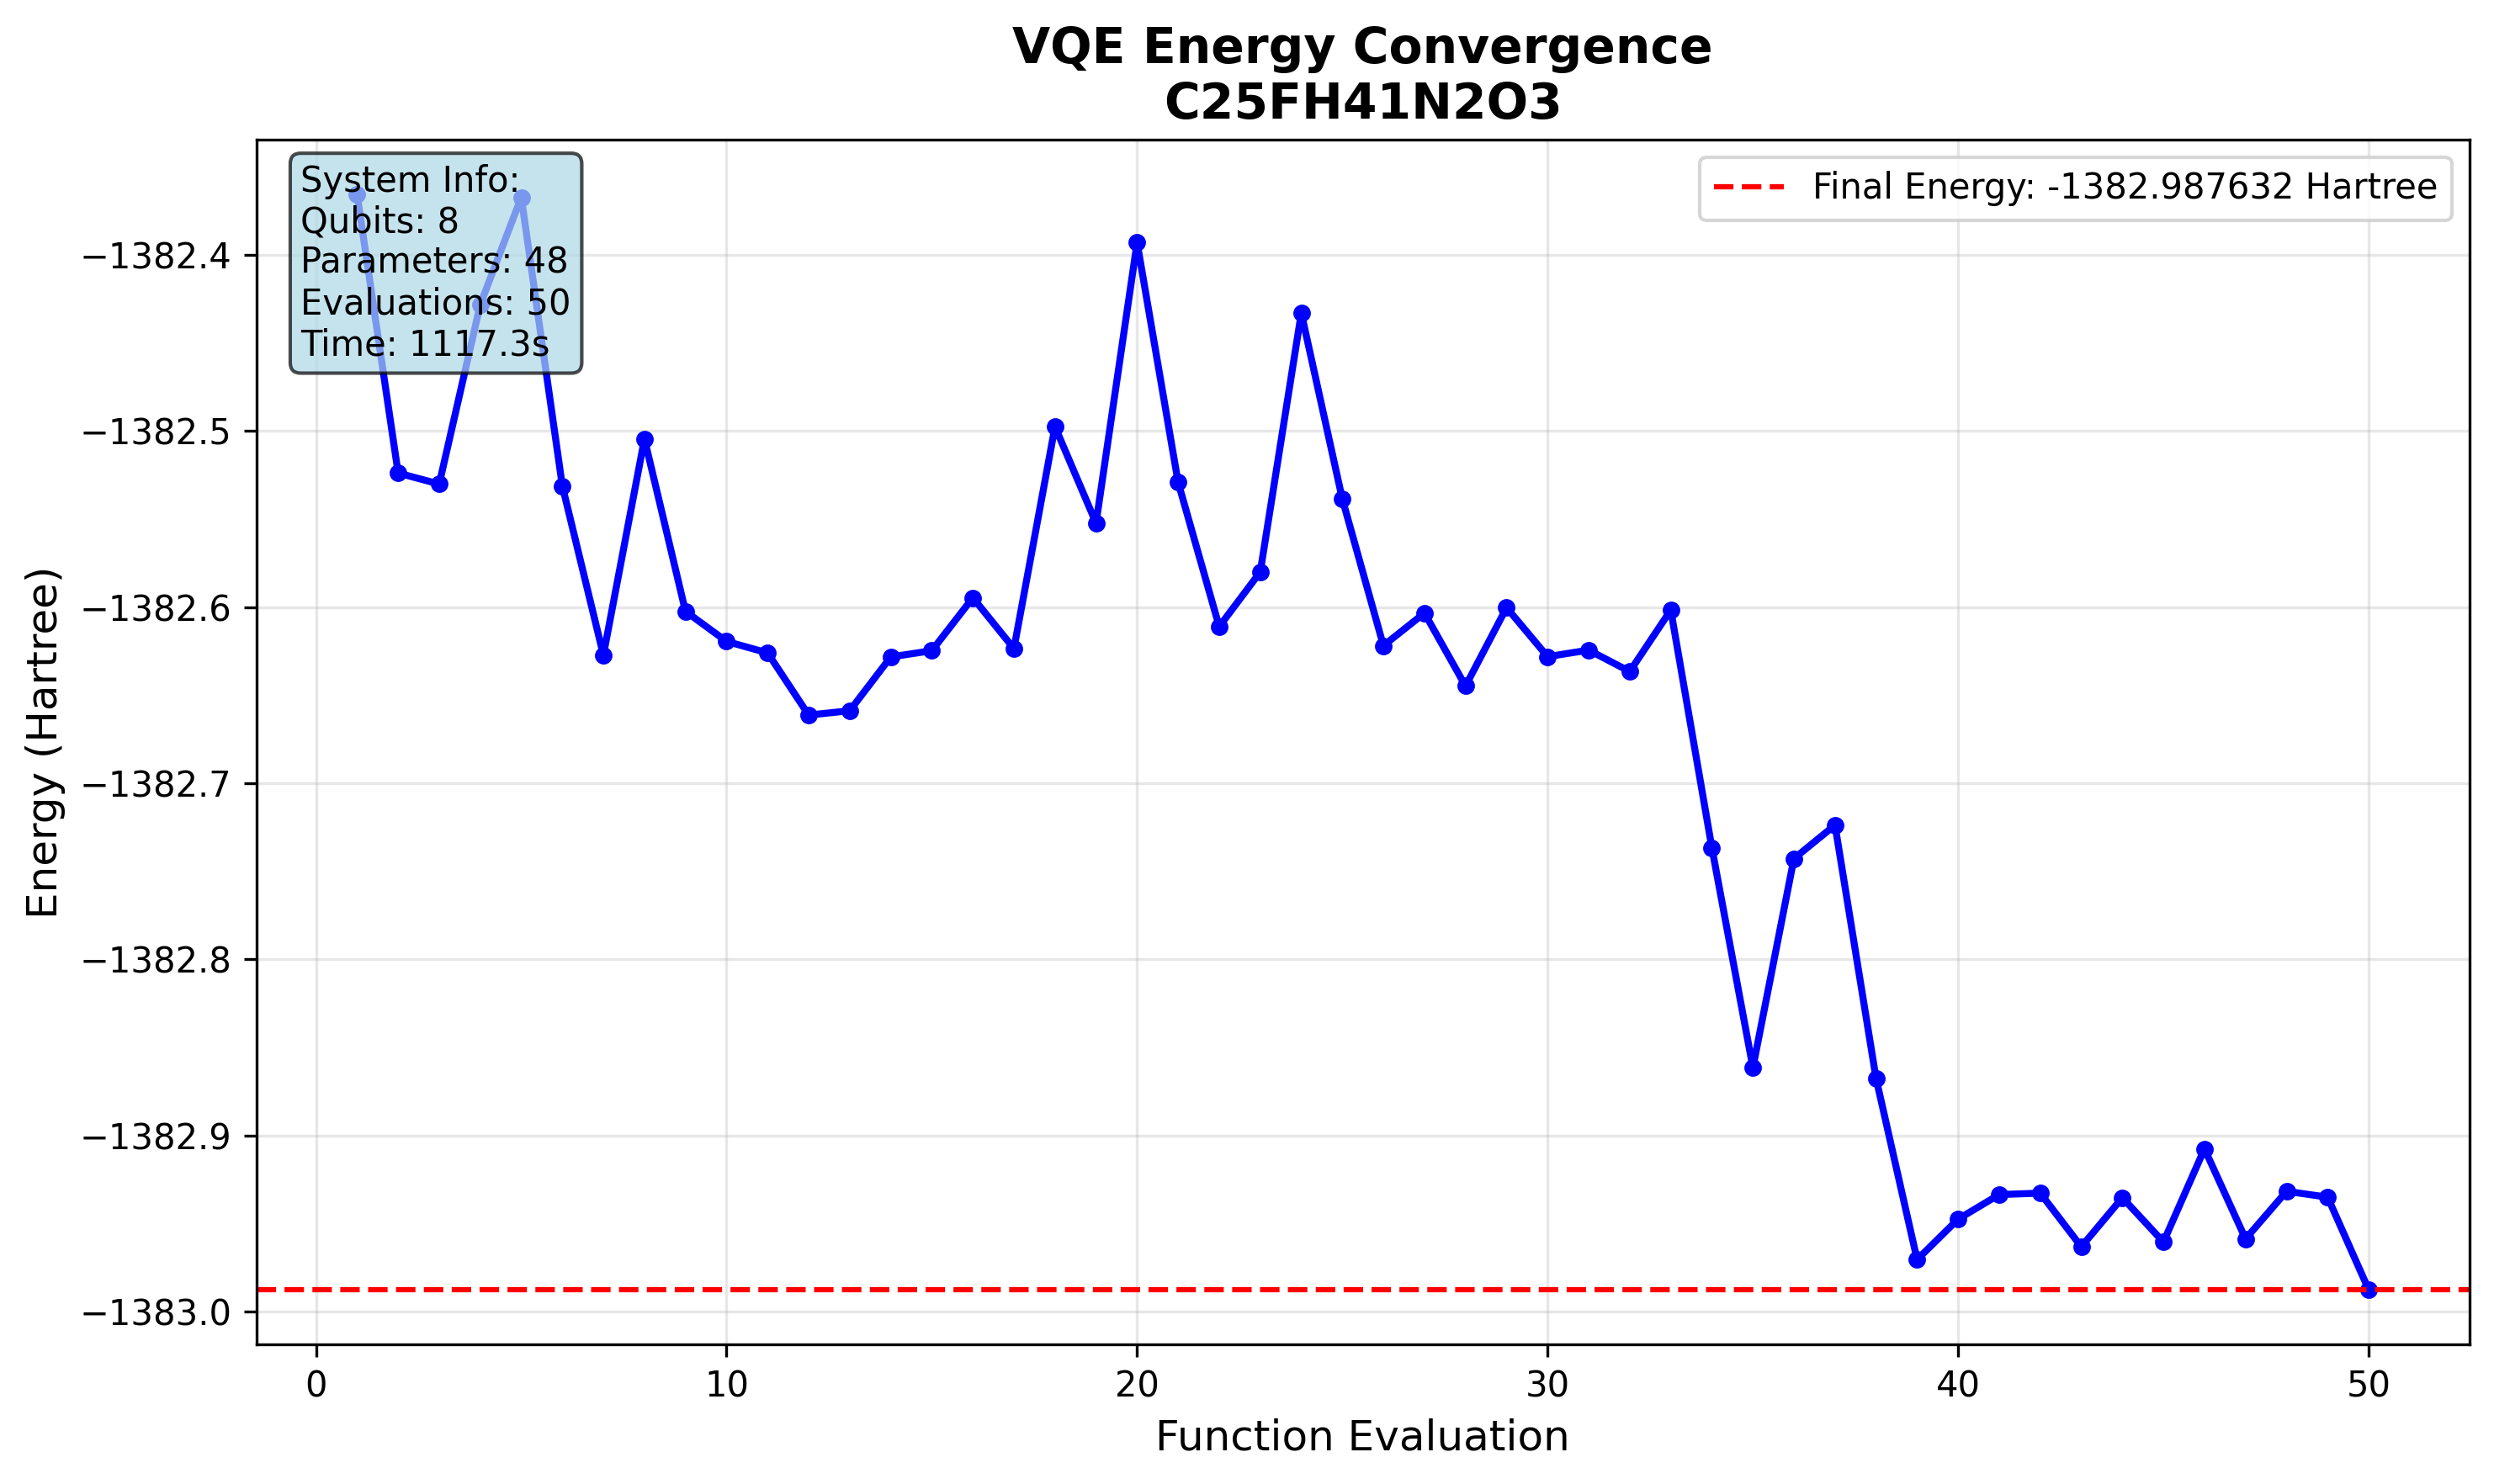 VQE Energy Convergence
C25FH41N2O3
System Info:
Qubits: 8
Parameters: 48
Evaluations: 50
Time: 1117.3s
Final Energy: -1382.987632 Hartree
Energy (Hartree)
−1382.4
−1382.5
−1382.6
−1382.7
−1382.8
−1382.9
−1383.0
0 10 20 30 40 50
Function Evaluation